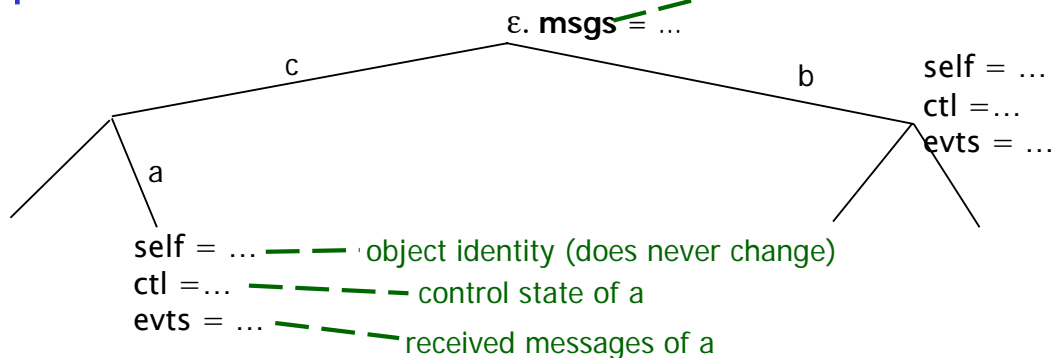 ε. msgs = ...
c
b
self = ...
ctl =...
evts = ...
a
self = ... object identity (does never change)
ctl =... control state of a
evts = ... received messages of a